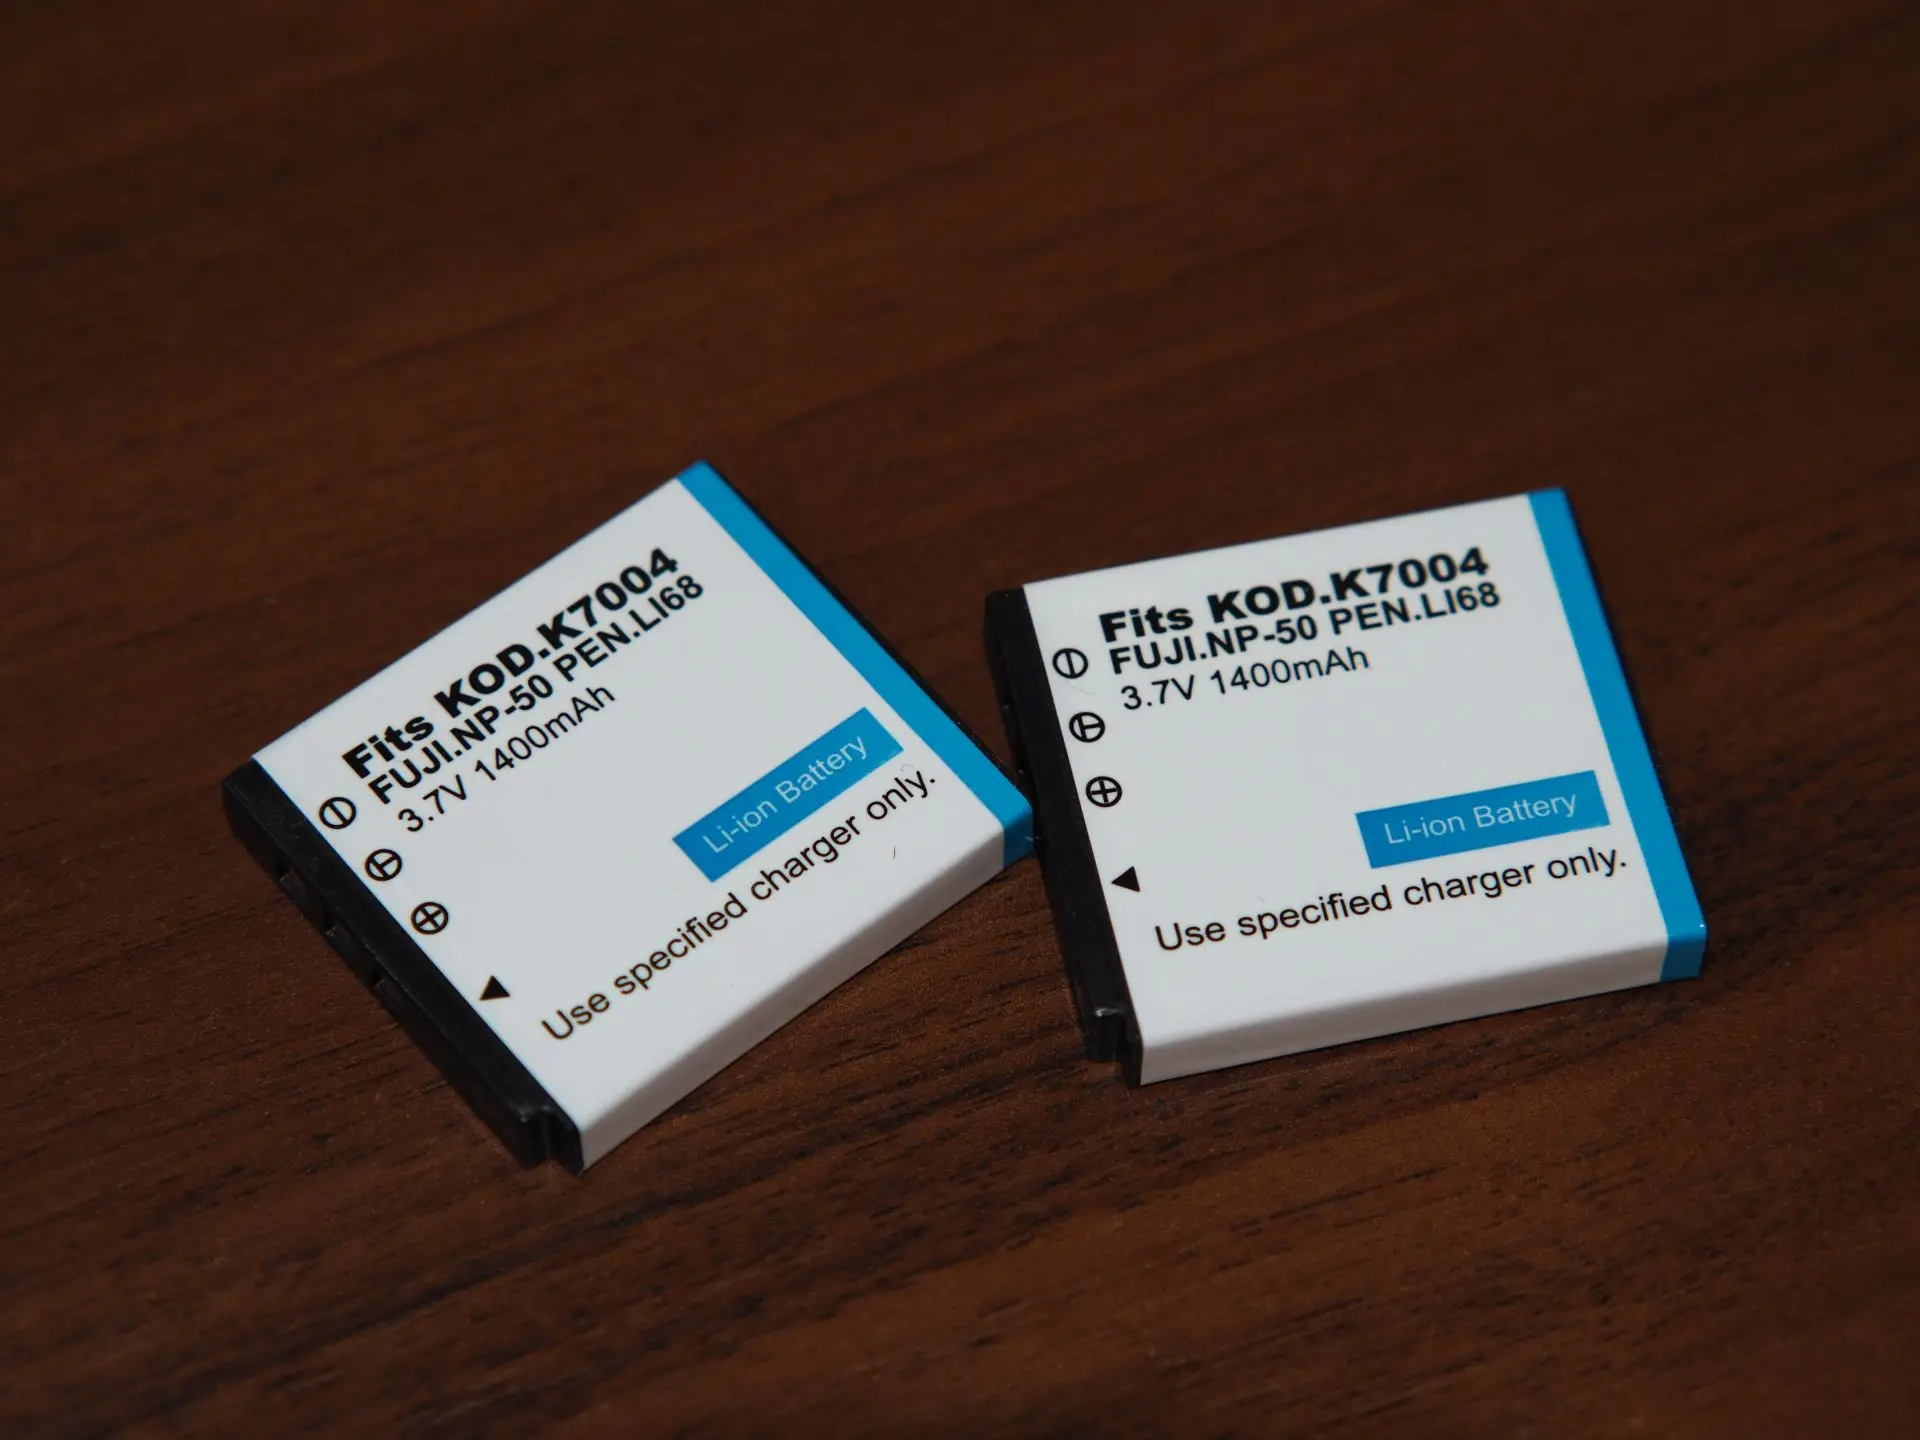 Fits KOD.K7004
FUJI.NP-50 PEN.LI68
3.7V 1400mAh
Li-ion Battery
Use specified charger only.
Fits KOD.K7004
FUJI.NP-50 PEN.LI68
3.7V 1400mAh
Li-ion Battery
Use specified charger only.